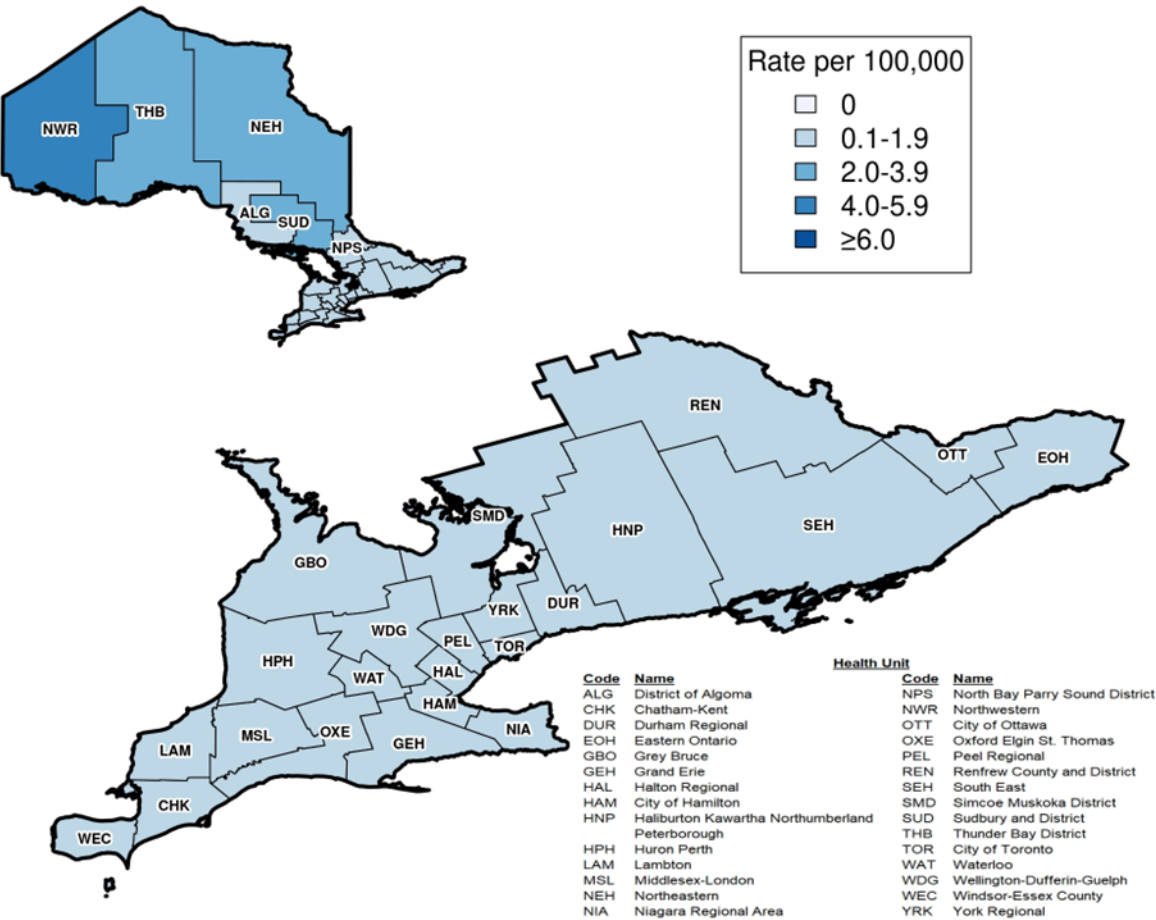 Rate per 100,000
0
0.1-1.9
2.0-3.9
4.0-5.9
≥6.0
NWR
THB
NEH
ALG
SUD
NPS
REN
OTT
EOH
SMD
HNP
SEH
GBO
YRK
DUR
WDG
PEL
TOR
HPH
WAT
HAL
HAM
LAM
MSL
OXE
GEH
NIA
CHK
WEC
Health Unit
Code Name Code Name
ALG District of Algoma NPS North Bay Parry Sound District
CHK Chatham-Kent NWR Northwestern
DUR Durham Regional OTT City of Ottawa
EOH Eastern Ontario OXE Oxford Elgin St. Thomas
GBO Grey Bruce PEL Peel Regional
GEH Grand Erie REN Renfrew County and District
HAL Halton Regional SEH South East
HAM City of Hamilton SMD Simcoe Muskoka District
HNP Haliburton Kawartha Northumberland SUD Sudbury and District
Peterborough THB Thunder Bay District
HPH Huron Perth TOR City of Toronto
LAM Lambton WAT Waterloo
MSL Middlesex-London WDG Wellington-Dufferin-Guelph
NEH Northeastern WEC Windsor-Essex County
NIA Niagara Regional Area YRK York Regional